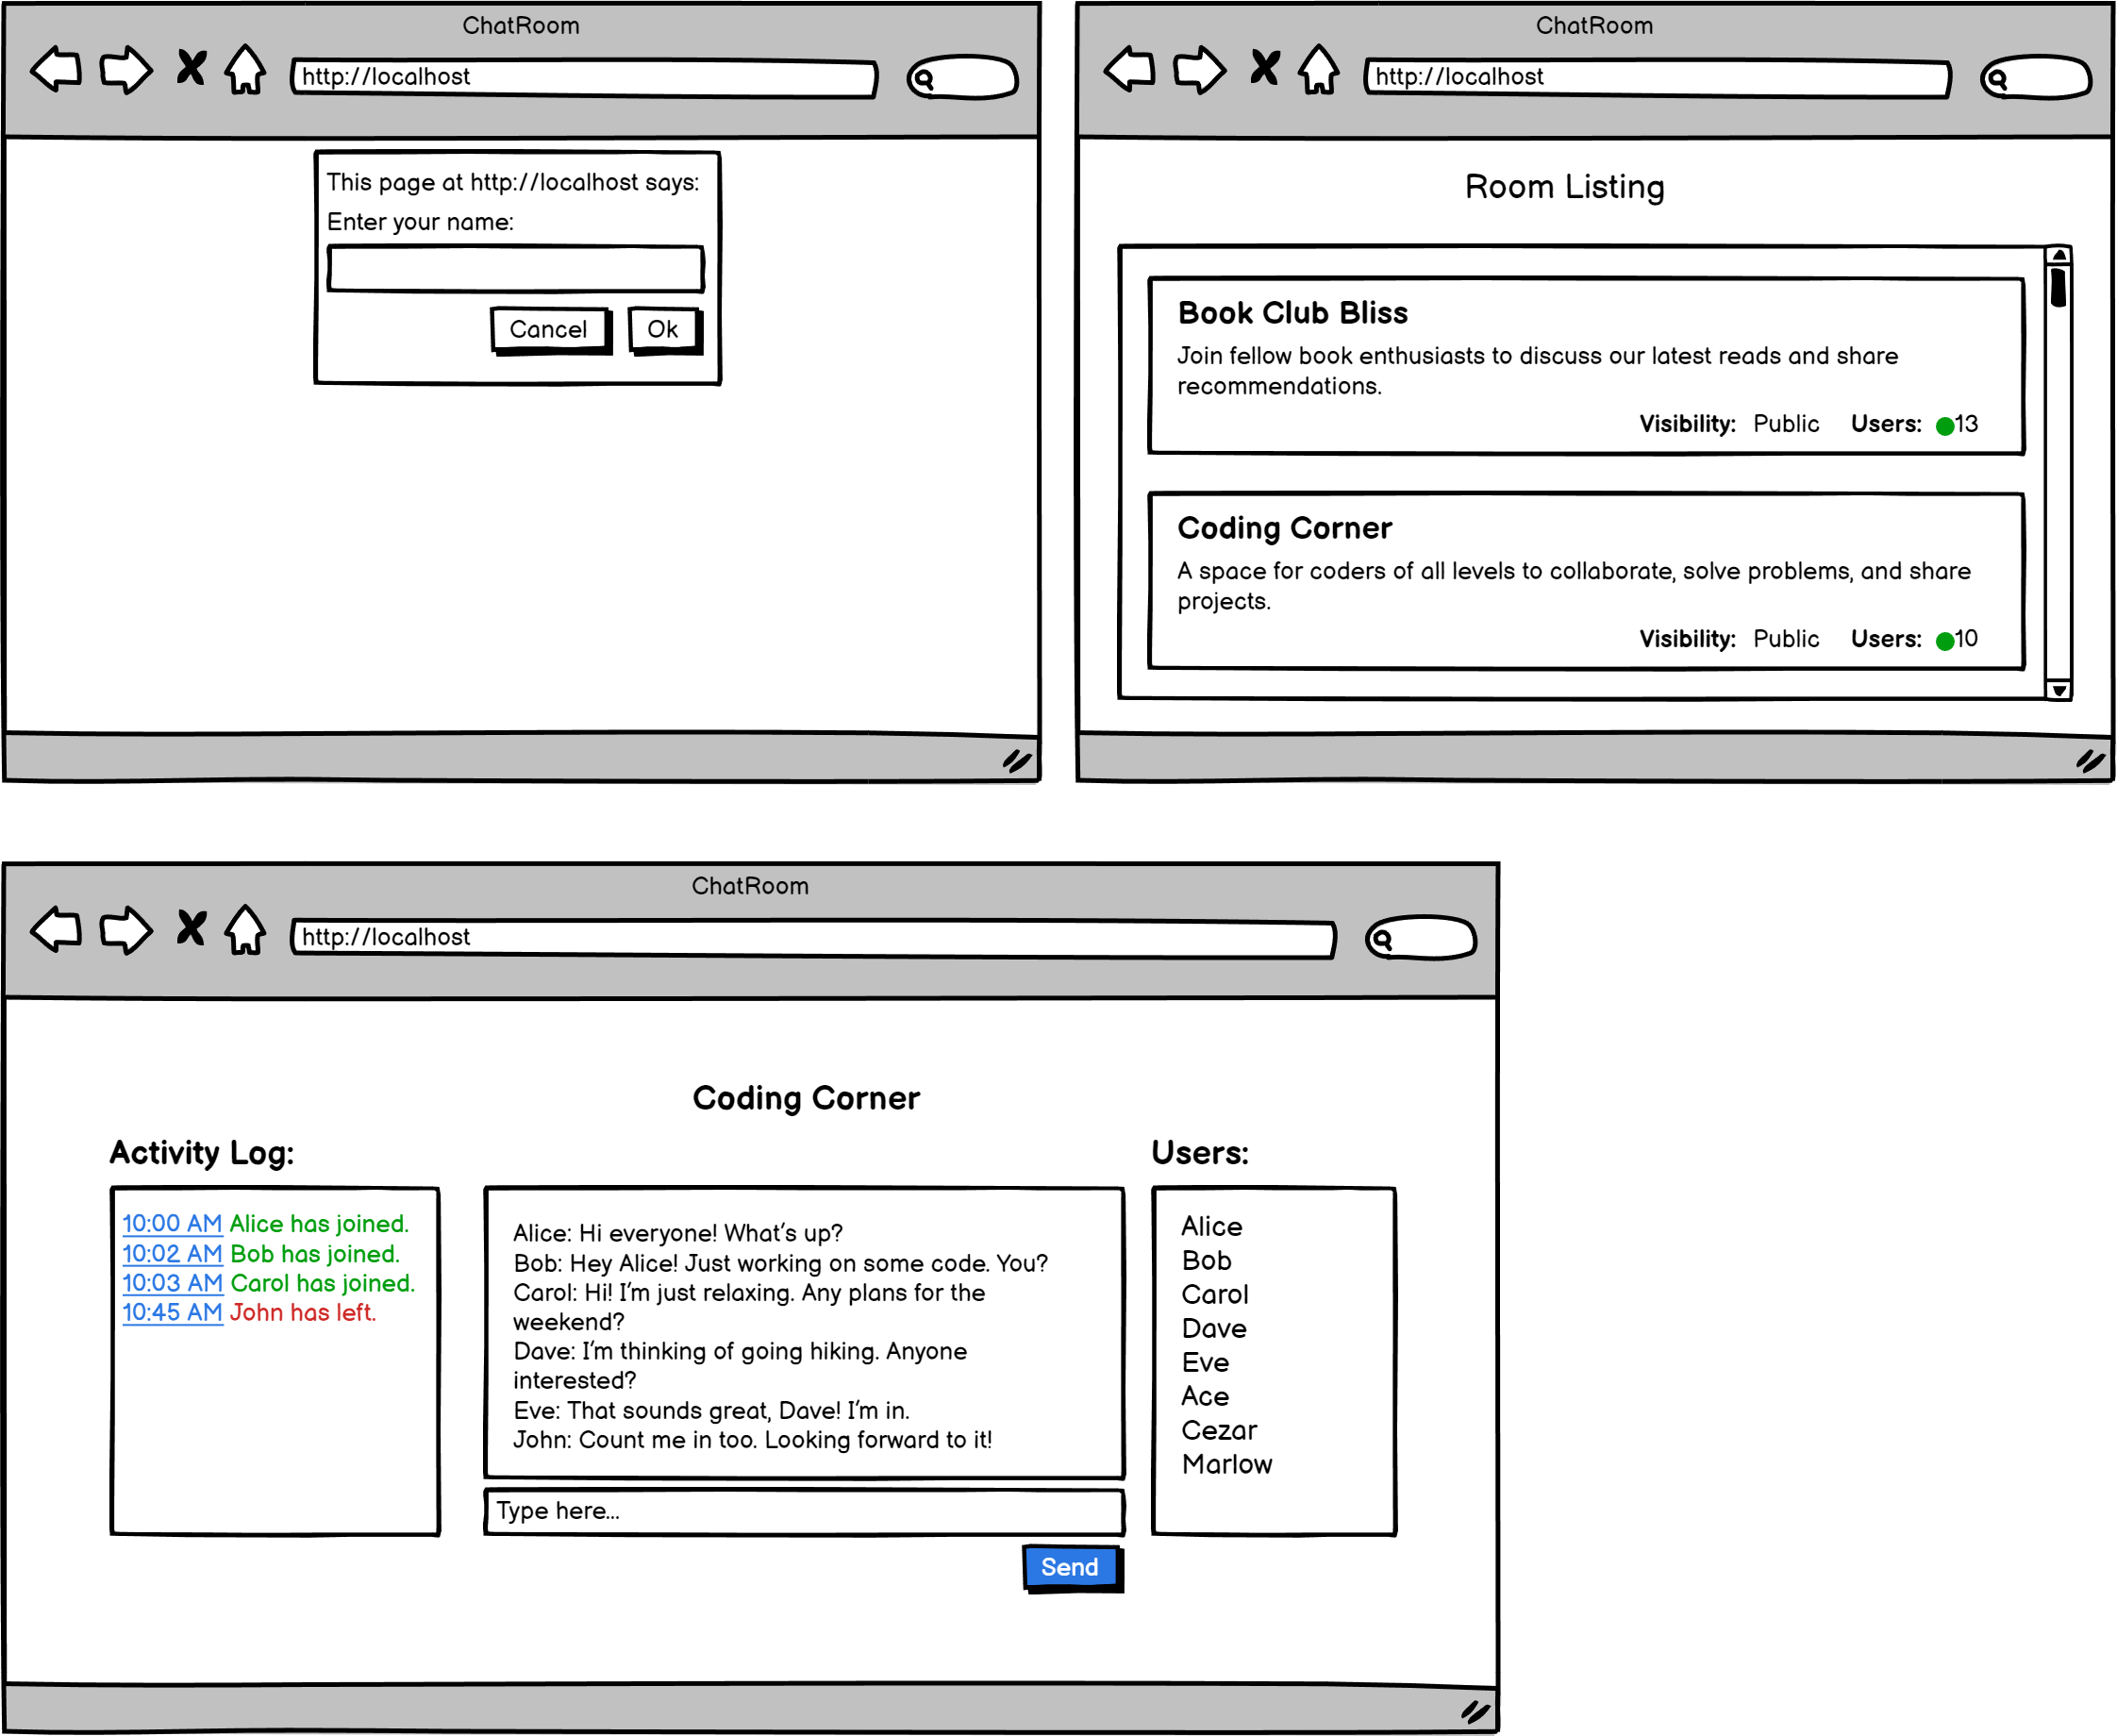 ChatRoom
http://localhost
This page at http://localhost says:
Enter your name:
Cancel Ok
ChatRoom
http://localhost
Room Listing
Book Club Bliss
Join fellow book enthusiasts to discuss our latest reads and share
recommendations.
Visibility: Public Users: 13
Coding Corner
A space for coders of all levels to collaborate, solve problems, and share
projects.
Visibility: Public Users: 10
ChatRoom
http://localhost
Coding Corner
Activity Log:
10:00 AM Alice has joined.
10:02 AM Bob has joined.
10:03 AM Carol has joined.
10:45 AM John has left.
Alice: Hi everyone! What's up?
Bob: Hey Alice! Just working on some code. You?
Carol: Hi! I'm just relaxing. Any plans for the
weekend?
Dave: I'm thinking of going hiking. Anyone
interested?
Eve: That sounds great, Dave! I'm in.
John: Count me in too. Looking forward to it!
Type here...
Send
Users:
Alice
Bob
Carol
Dave
Eve
Ace
Cezar
Marlow